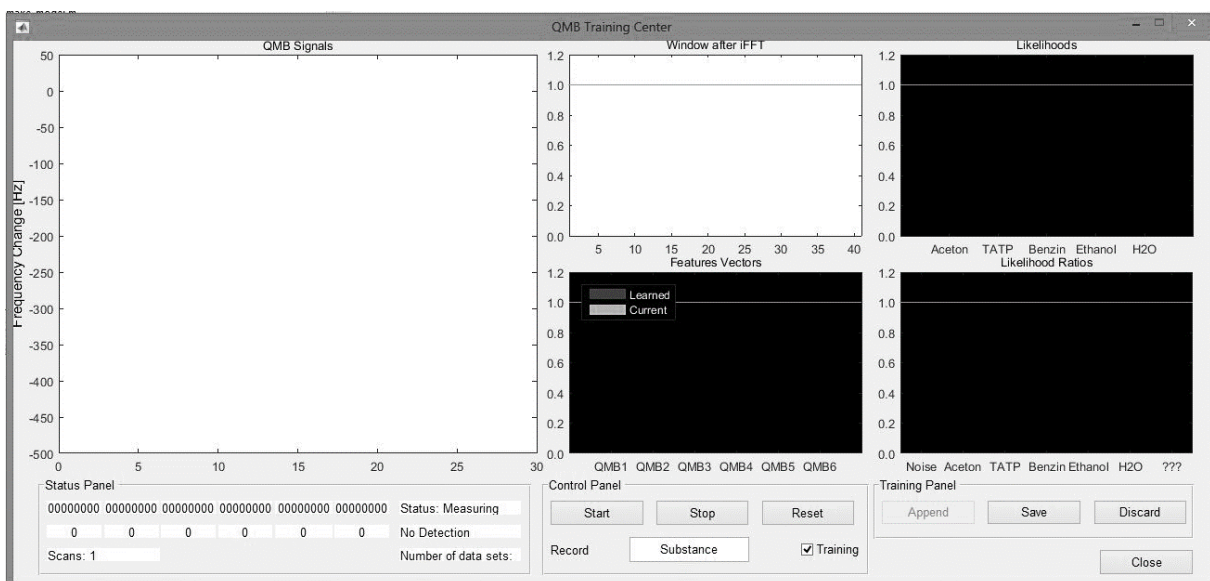 QMB Training Center
QMB Signals
50
0
-50
-100
-150
-200
-250
-300
-350
-400
-450
-500
Frequency Change [Hz]
0 5 10 15 20 25 30
Window after iFFT
1.2
1.0
0.8
0.6
0.4
0.2
0.0
5 10 15 20 25 30 35 40
Likelihoods
1.2
1.0
0.8
0.6
0.4
0.2
0.0
Aceton TATP Benzin Ethanol H2O
Features Vectors
1.2
1.0
0.8
0.6
0.4
0.2
0.0
Learned
Current
QMB1 QMB2 QMB3 QMB4 QMB5 QMB6
Likelihood Ratios
1.2
1.0
0.8
0.6
0.4
0.2
0.0
Noise Aceton TATP Benzin Ethanol H2O ???
Status Panel
00000000 00000000 00000000 00000000 00000000 00000000 Status: Measuring
0 0 0 0 0 0 No Detection
Scans: 1 Number of data sets:
Control Panel
Start Stop Reset
Record Substance Training
Training Panel
Append Save Discard
Close